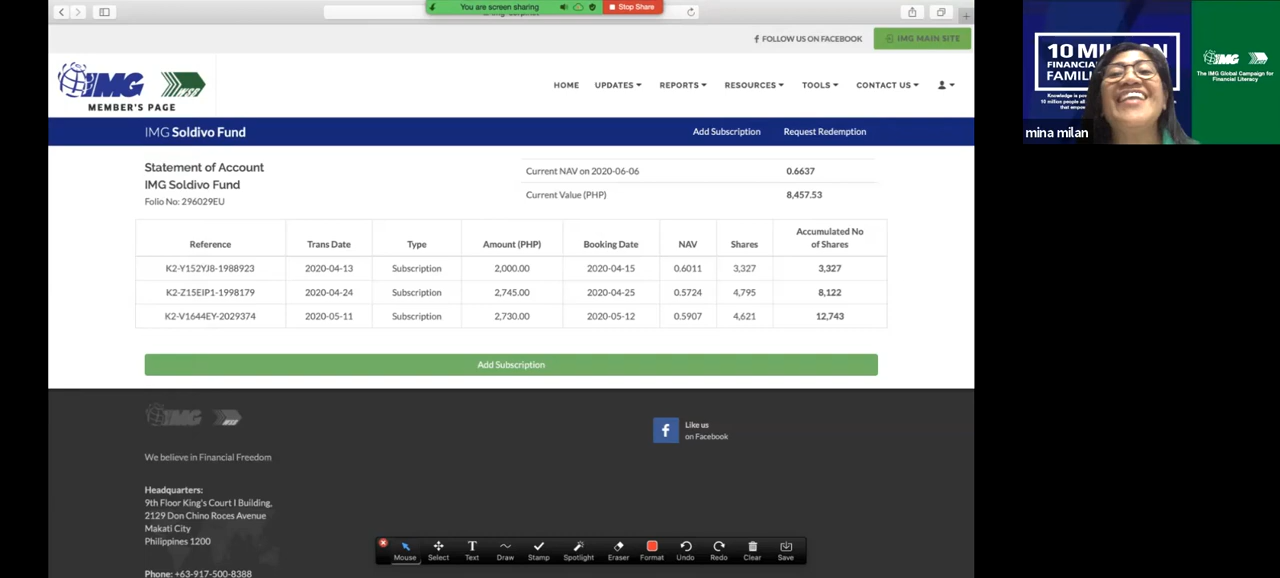 You are screen sharing
Stop Share
FOLLOW US ON FACEBOOK
IMG MAIN SITE
IMG
MEMBER'S PAGE
HOME
UPDATES
REPORTS
RESOURCES
TOOLS
CONTACT US
IMG Soldivo Fund
Add Subscription
Request Redemption
Statement of Account
IMG Soldivo Fund
Folio No: 296029EU
Current NAV on 2020-06-06 0.6637
Current Value (PHP) 8,457.53
Reference Trans Date Type Amount (PHP) Booking Date NAV Shares Accumulated No of Shares
K2-Y152YJ8-1988923 2020-04-13 Subscription 2,000.00 2020-04-15 0.6011 3,327 3,327
K2-Z15EIP1-1998179 2020-04-24 Subscription 2,745.00 2020-04-25 0.5724 4,795 8,122
K2-V1644EY-2029374 2020-05-11 Subscription 2,730.00 2020-05-12 0.5907 4,621 12,743
Add Subscription
IMG
We believe in Financial Freedom
Like us
on Facebook
Headquarters:
9th Floor King's Court I Building,
2129 Don Chino Roces Avenue
Makati City
Philippines 1200
Phone: +63-917-500-8388
Mouse
Select
Text
Draw
Stamp
Spotlight
Eraser
Format
Undo
Redo
Clear
Save
10
mina milan
IMG
The IMG Global Campaign for
Financial Literacy